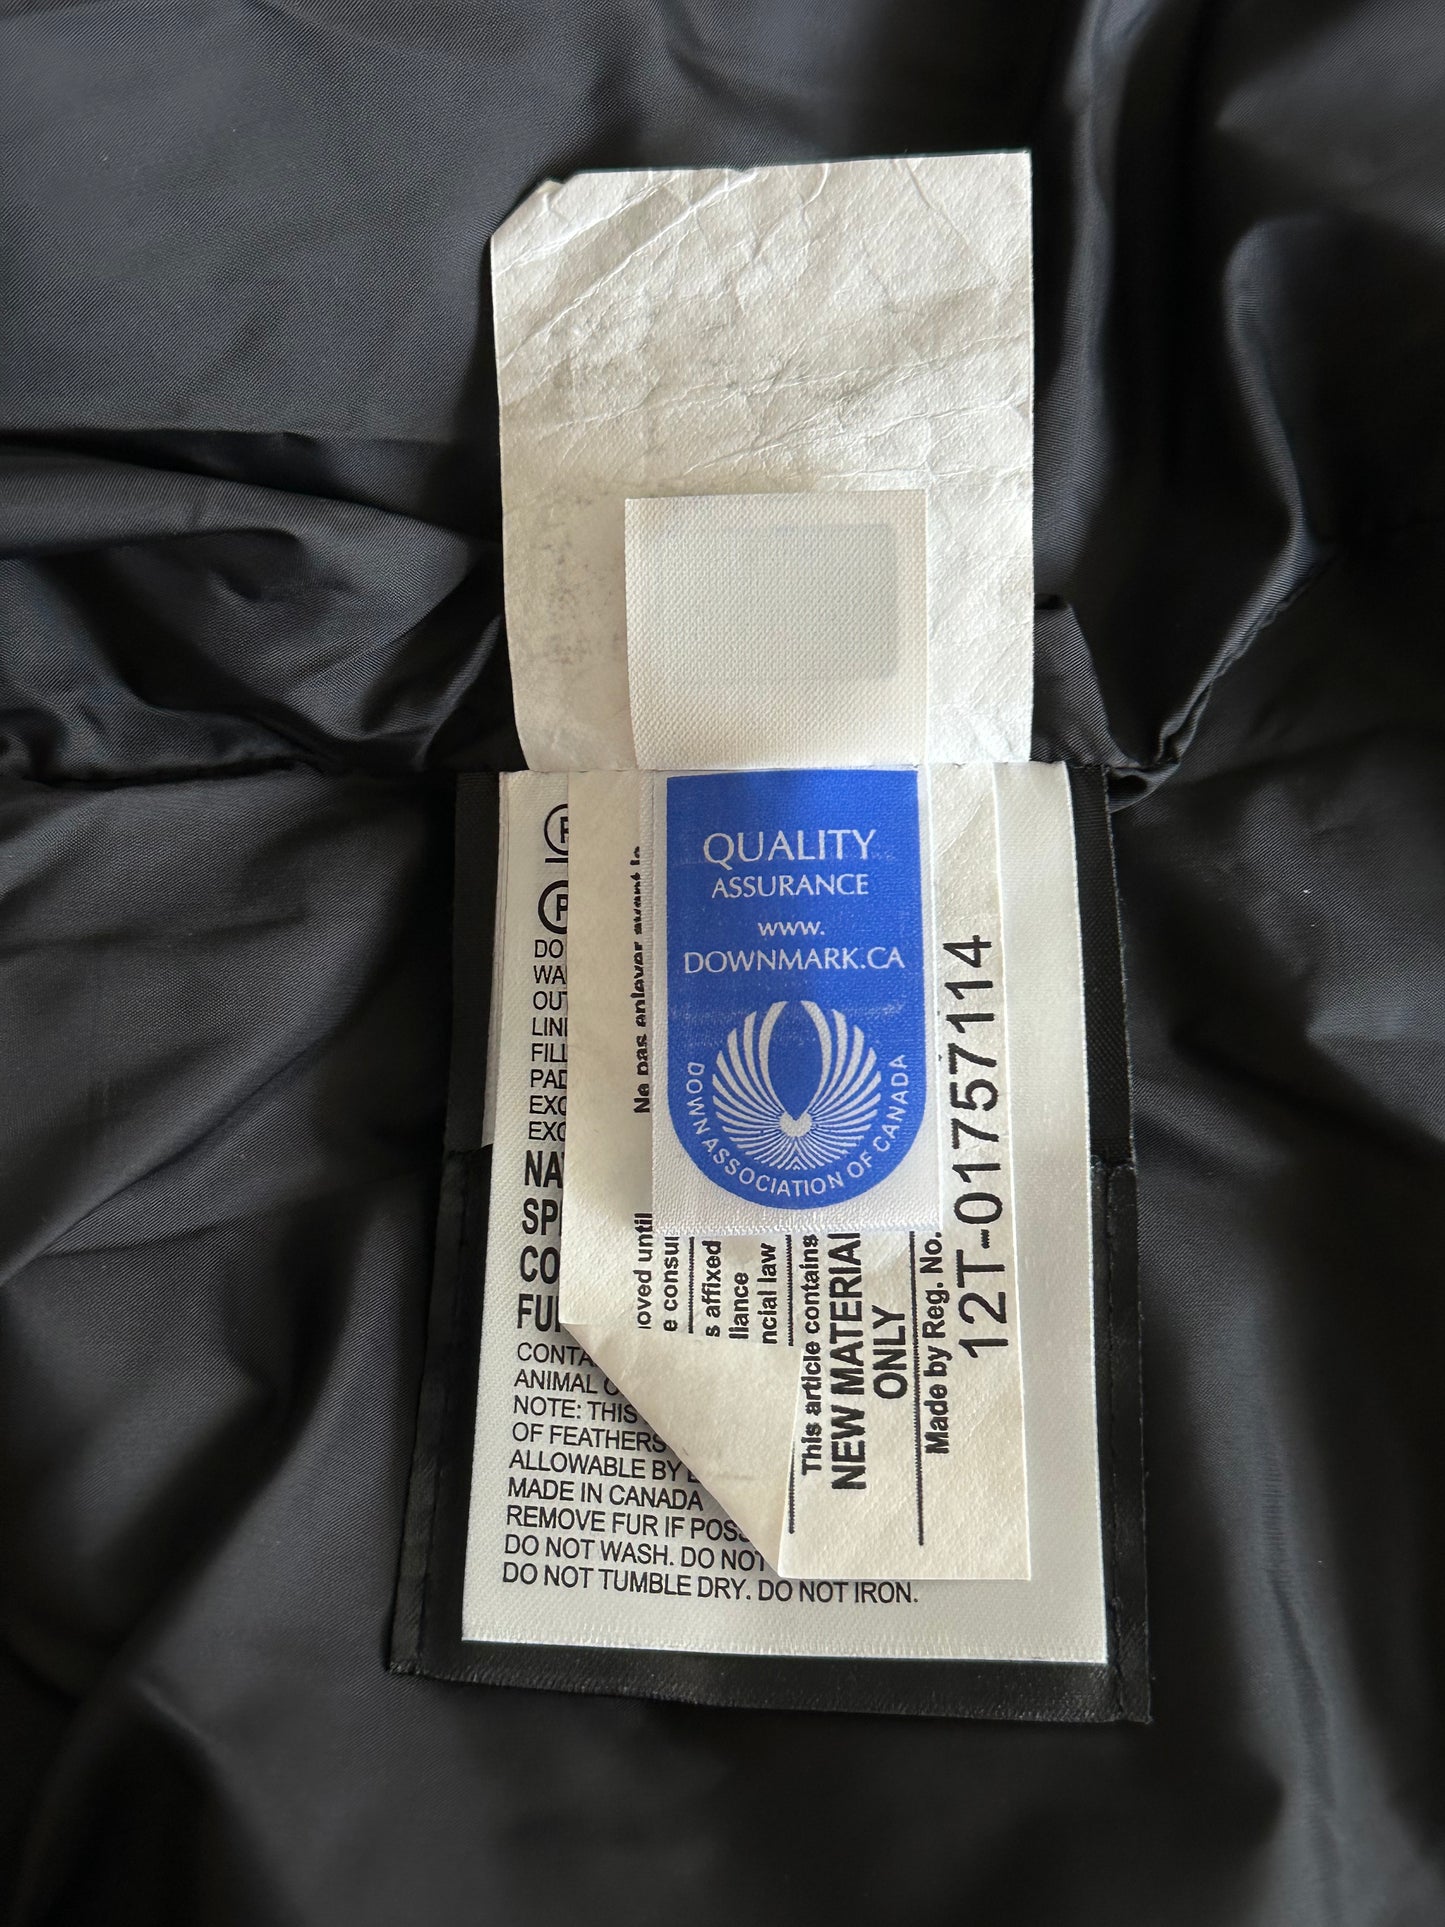 QUALITY
ASSURANCE
www.
DOWNMARK.CA
DOWN ASSOCIATION OF CANADA
P
DO
WA
OUT
FILL
PAD
EXC
EXC
NA
SP
CO
FU
CONTA
ANIMAL
NOTE: THIS
OF FEATHERS
ALLOWABLE BY
MADE IN CANADA
REMOVE FUR IF POSS
DO NOT WASH. DO NOT
DO NOT TUMBLE DRY. DO NOT IRON.
Ne pas enlever avant
oved until
e consu
s affixed
liance
ncial law
This article contains
NEW MATERIAL
ONLY
Made by Reg. No.
12T-01757114